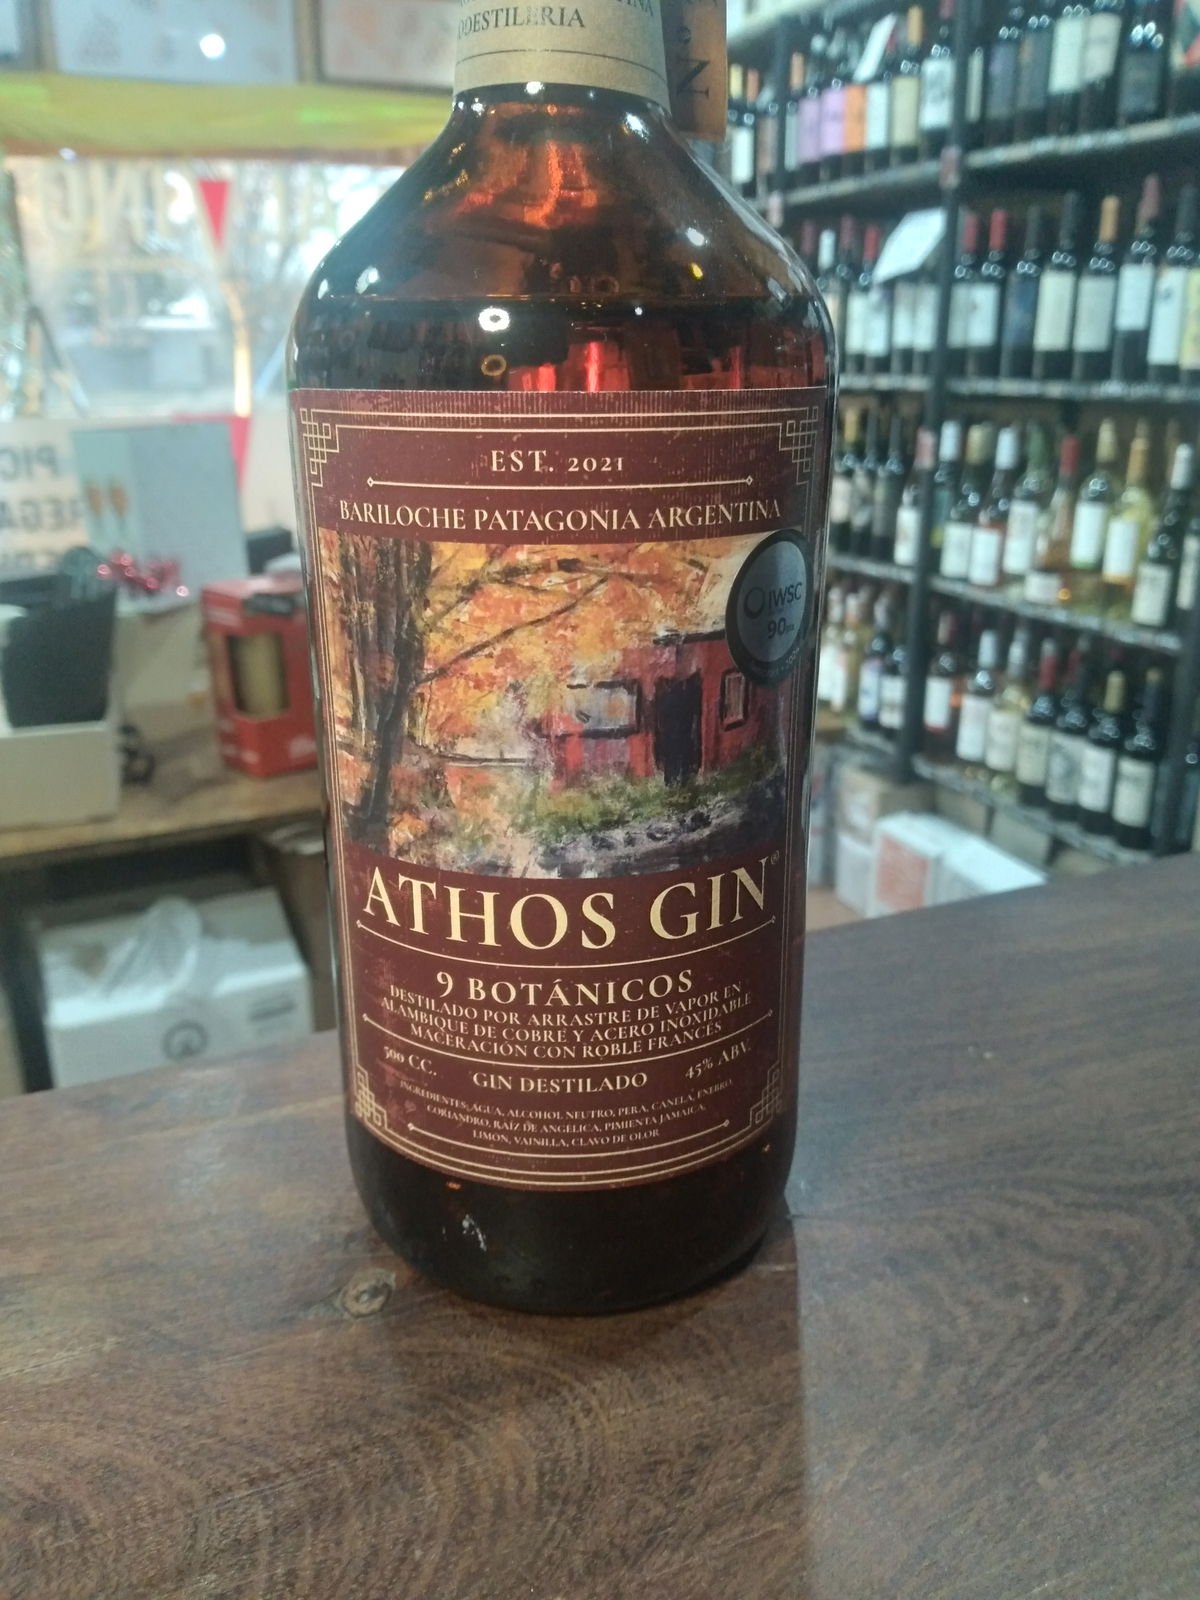 DESTILERIA
Nº
EST. 2021
BARILOCHE PATAGONIA ARGENTINA
IWSC
90pts
ATHOS GIN®
9 BOTÁNICOS
DESTILADO POR ARRASTRE DE VAPOR EN
ALAMBIQUE DE COBRE Y ACERO INOXIDABLE
MACERACIÓN CON ROBLE FRANCÉS
500 CC.
GIN DESTILADO
45% ABV.
INGREDIENTES: AGUA, ALCOHOL NEUTRO, PERA, CANELA, ENEBRO,
CORIANDRO, RAÍZ DE ANGÉLICA, PIMIENTA JAMAICA,
LIMÓN, VAINILLA, CLAVO DE OLOR